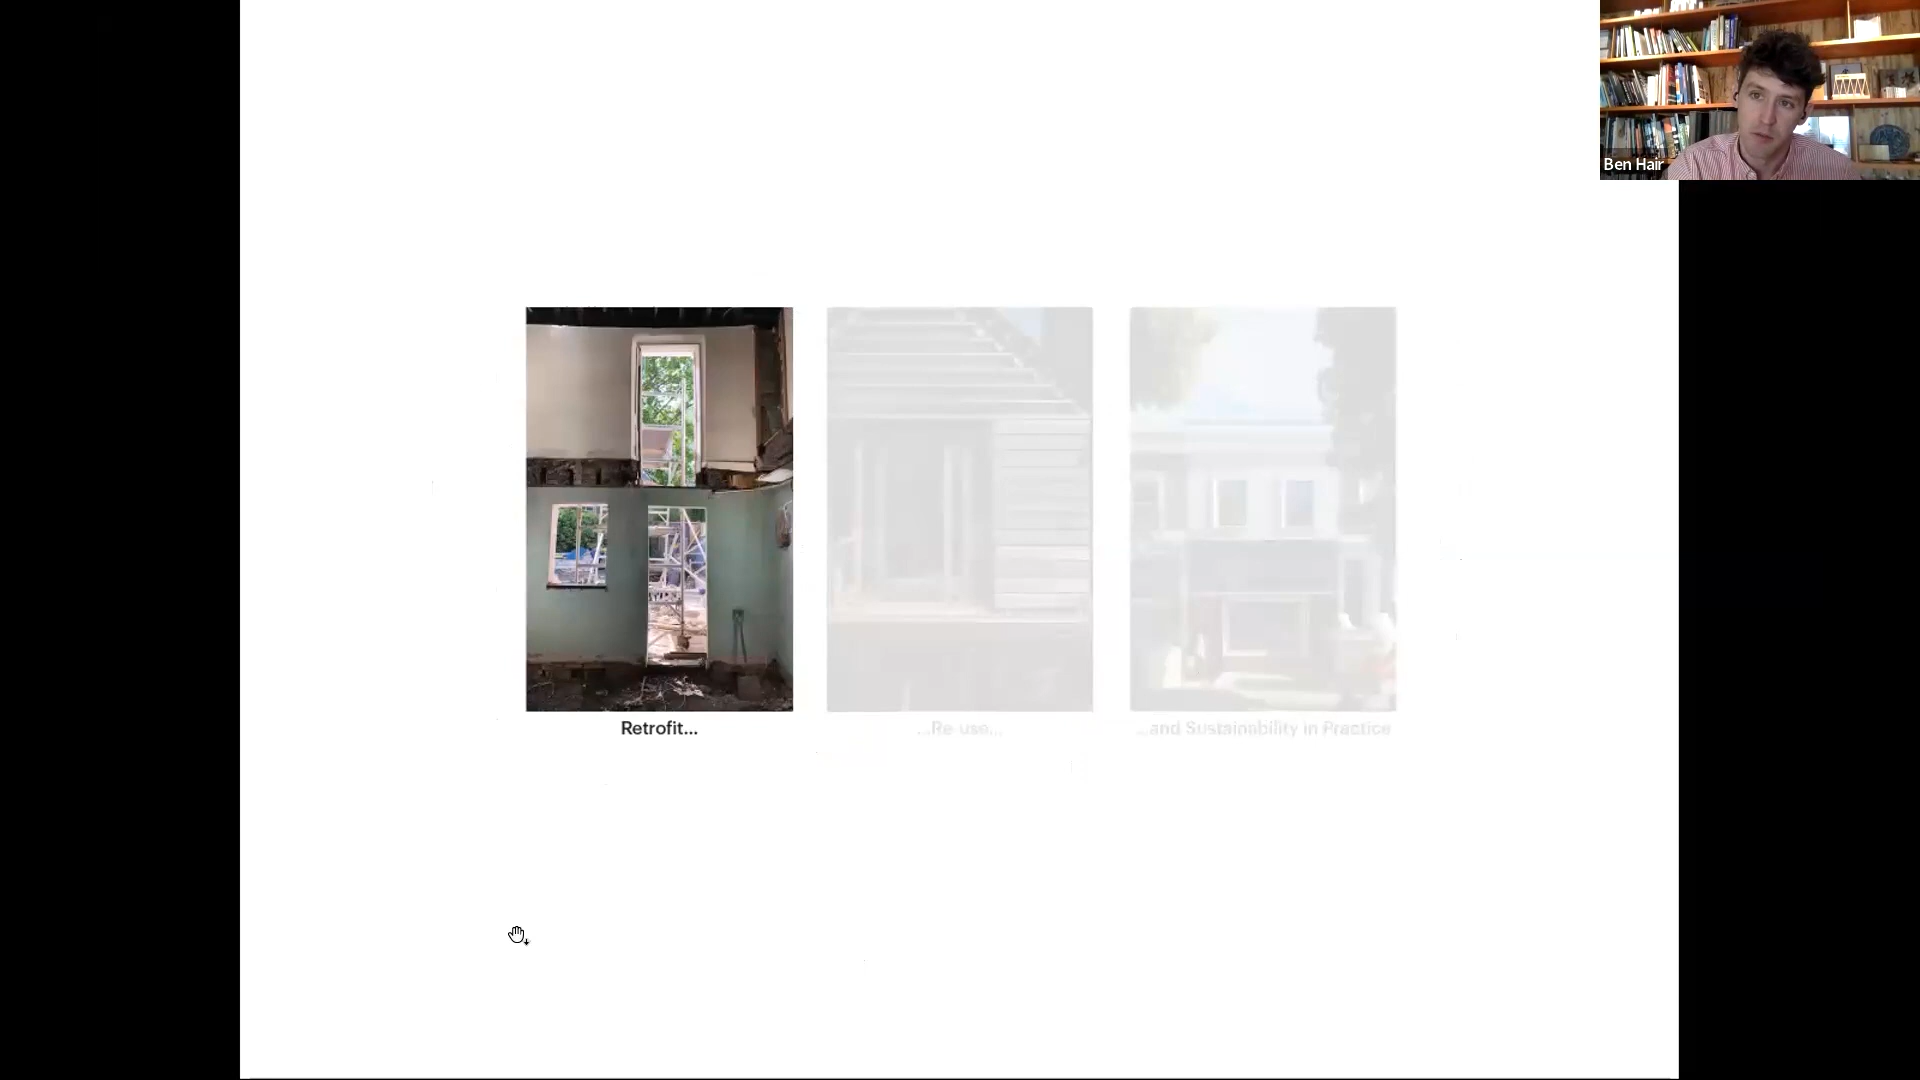 Ben Hair
Retrofit...
...Re-use...
...and Sustainability in Practice